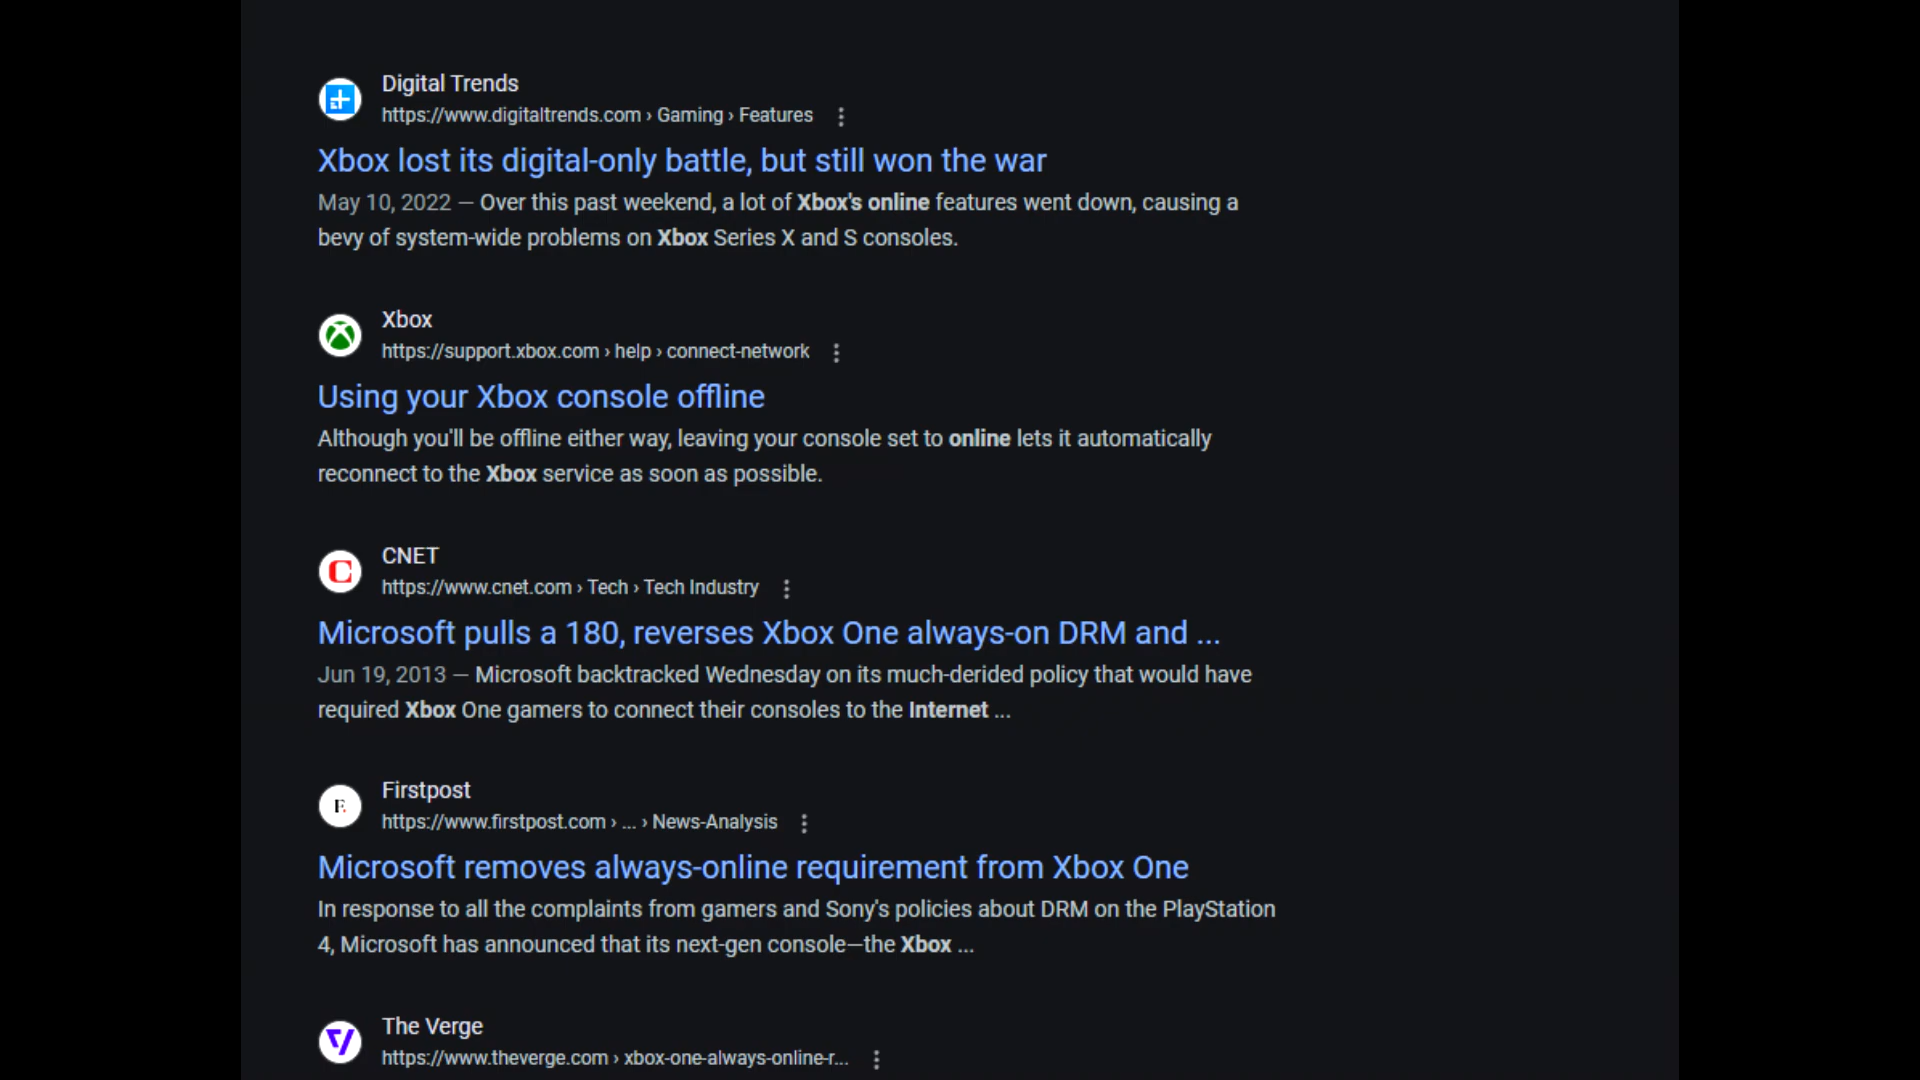 Digital Trends
https://www.digitaltrends.com › Gaming › Features
Xbox lost its digital-only battle, but still won the war
May 10, 2022 — Over this past weekend, a lot of Xbox's online features went down, causing a
bevy of system-wide problems on Xbox Series X and S consoles.
Xbox
https://support.xbox.com › help › connect-network
Using your Xbox console offline
Although you'll be offline either way, leaving your console set to online lets it automatically
reconnect to the Xbox service as soon as possible.
CNET
https://www.cnet.com › Tech › Tech Industry
Microsoft pulls a 180, reverses Xbox One always-on DRM and ...
Jun 19, 2013 — Microsoft backtracked Wednesday on its much-derided policy that would have
required Xbox One gamers to connect their consoles to the Internet ...
Firstpost
https://www.firstpost.com › ... › News-Analysis
Microsoft removes always-online requirement from Xbox One
In response to all the complaints from gamers and Sony's policies about DRM on the PlayStation
4, Microsoft has announced that its next-gen console—the Xbox ...
The Verge
https://www.theverge.com › xbox-one-always-online-r...